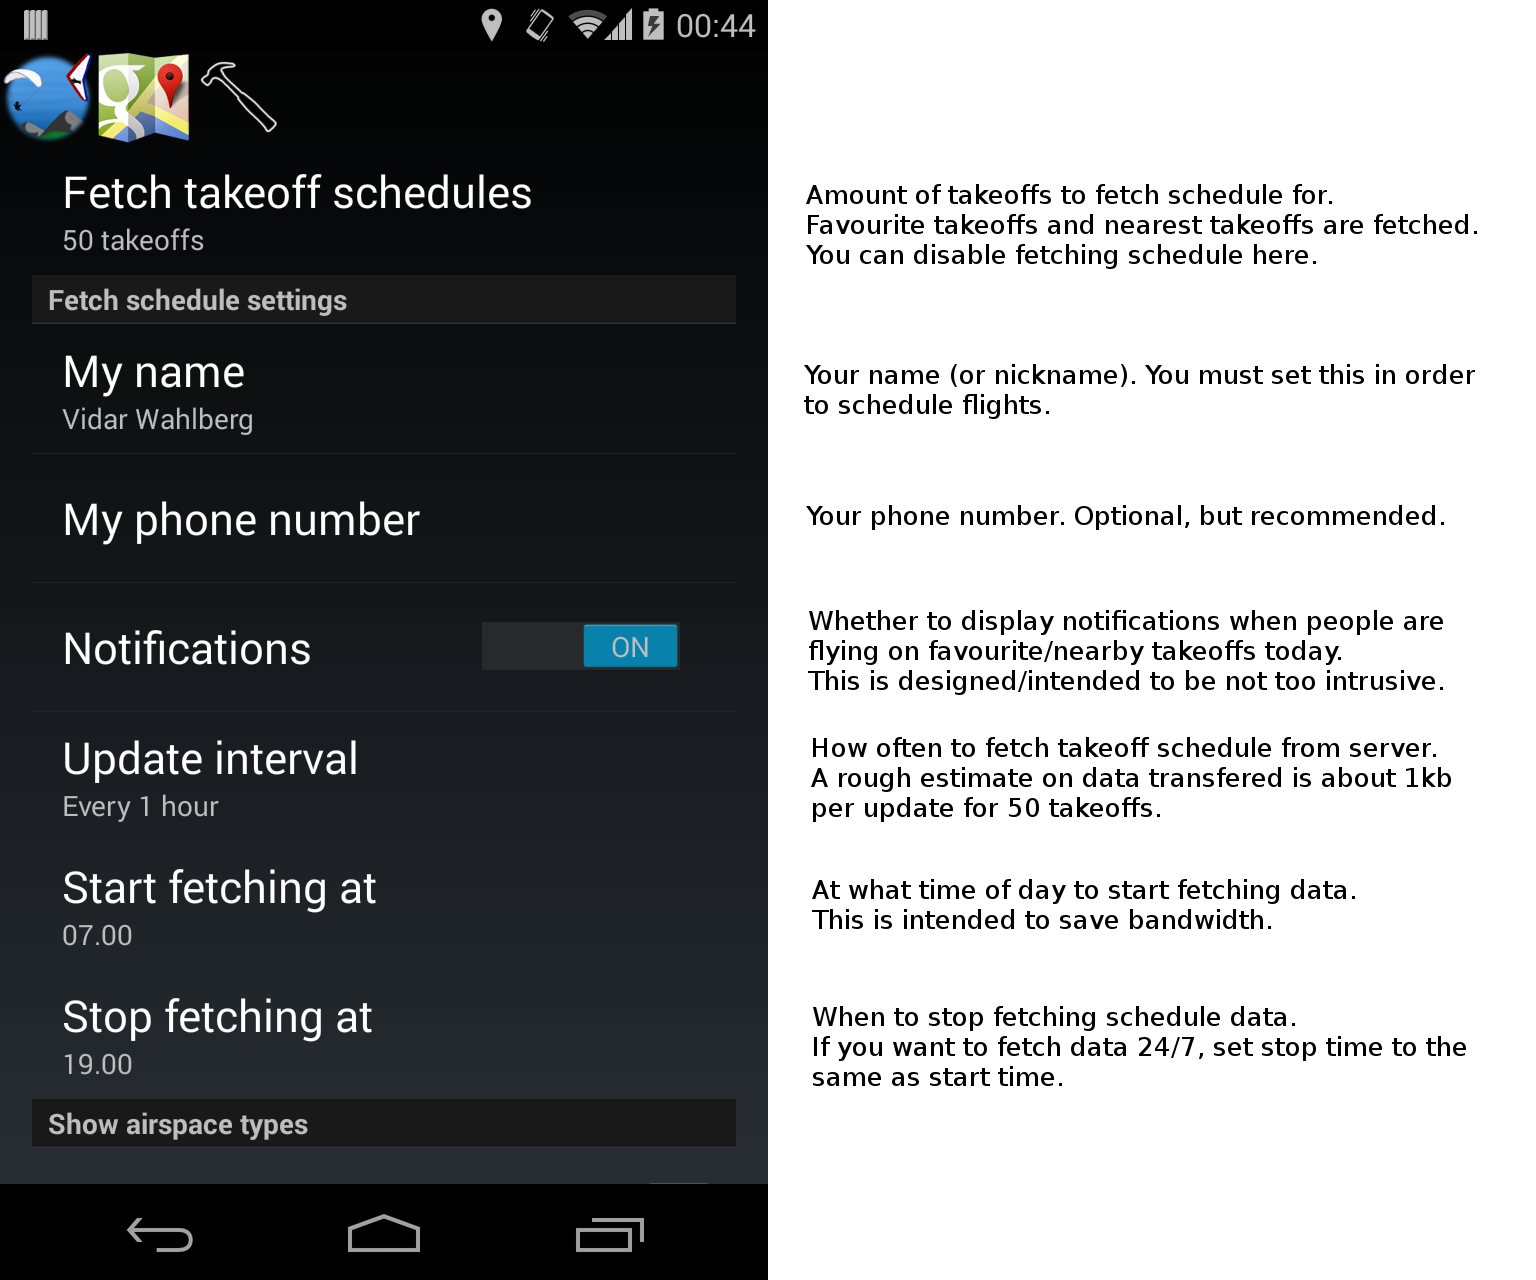 00:44
Fetch takeoff schedules
50 takeoffs
Amount of takeoffs to fetch schedule for.
Favourite takeoffs and nearest takeoffs are fetched.
You can disable fetching schedule here.
Fetch schedule settings
My name
Vidar Wahlberg
Your name (or nickname). You must set this in order
to schedule flights.
My phone number
Your phone number. Optional, but recommended.
Notifications
ON
Whether to display notifications when people are
flying on favourite/nearby takeoffs today.
This is designed/intended to be not too intrusive.
Update interval
Every 1 hour
How often to fetch takeoff schedule from server.
A rough estimate on data transfered is about 1kb
per update for 50 takeoffs.
Start fetching at
07.00
At what time of day to start fetching data.
This is intended to save bandwidth.
Stop fetching at
19.00
When to stop fetching schedule data.
If you want to fetch data 24/7, set stop time to the
same as start time.
Show airspace types